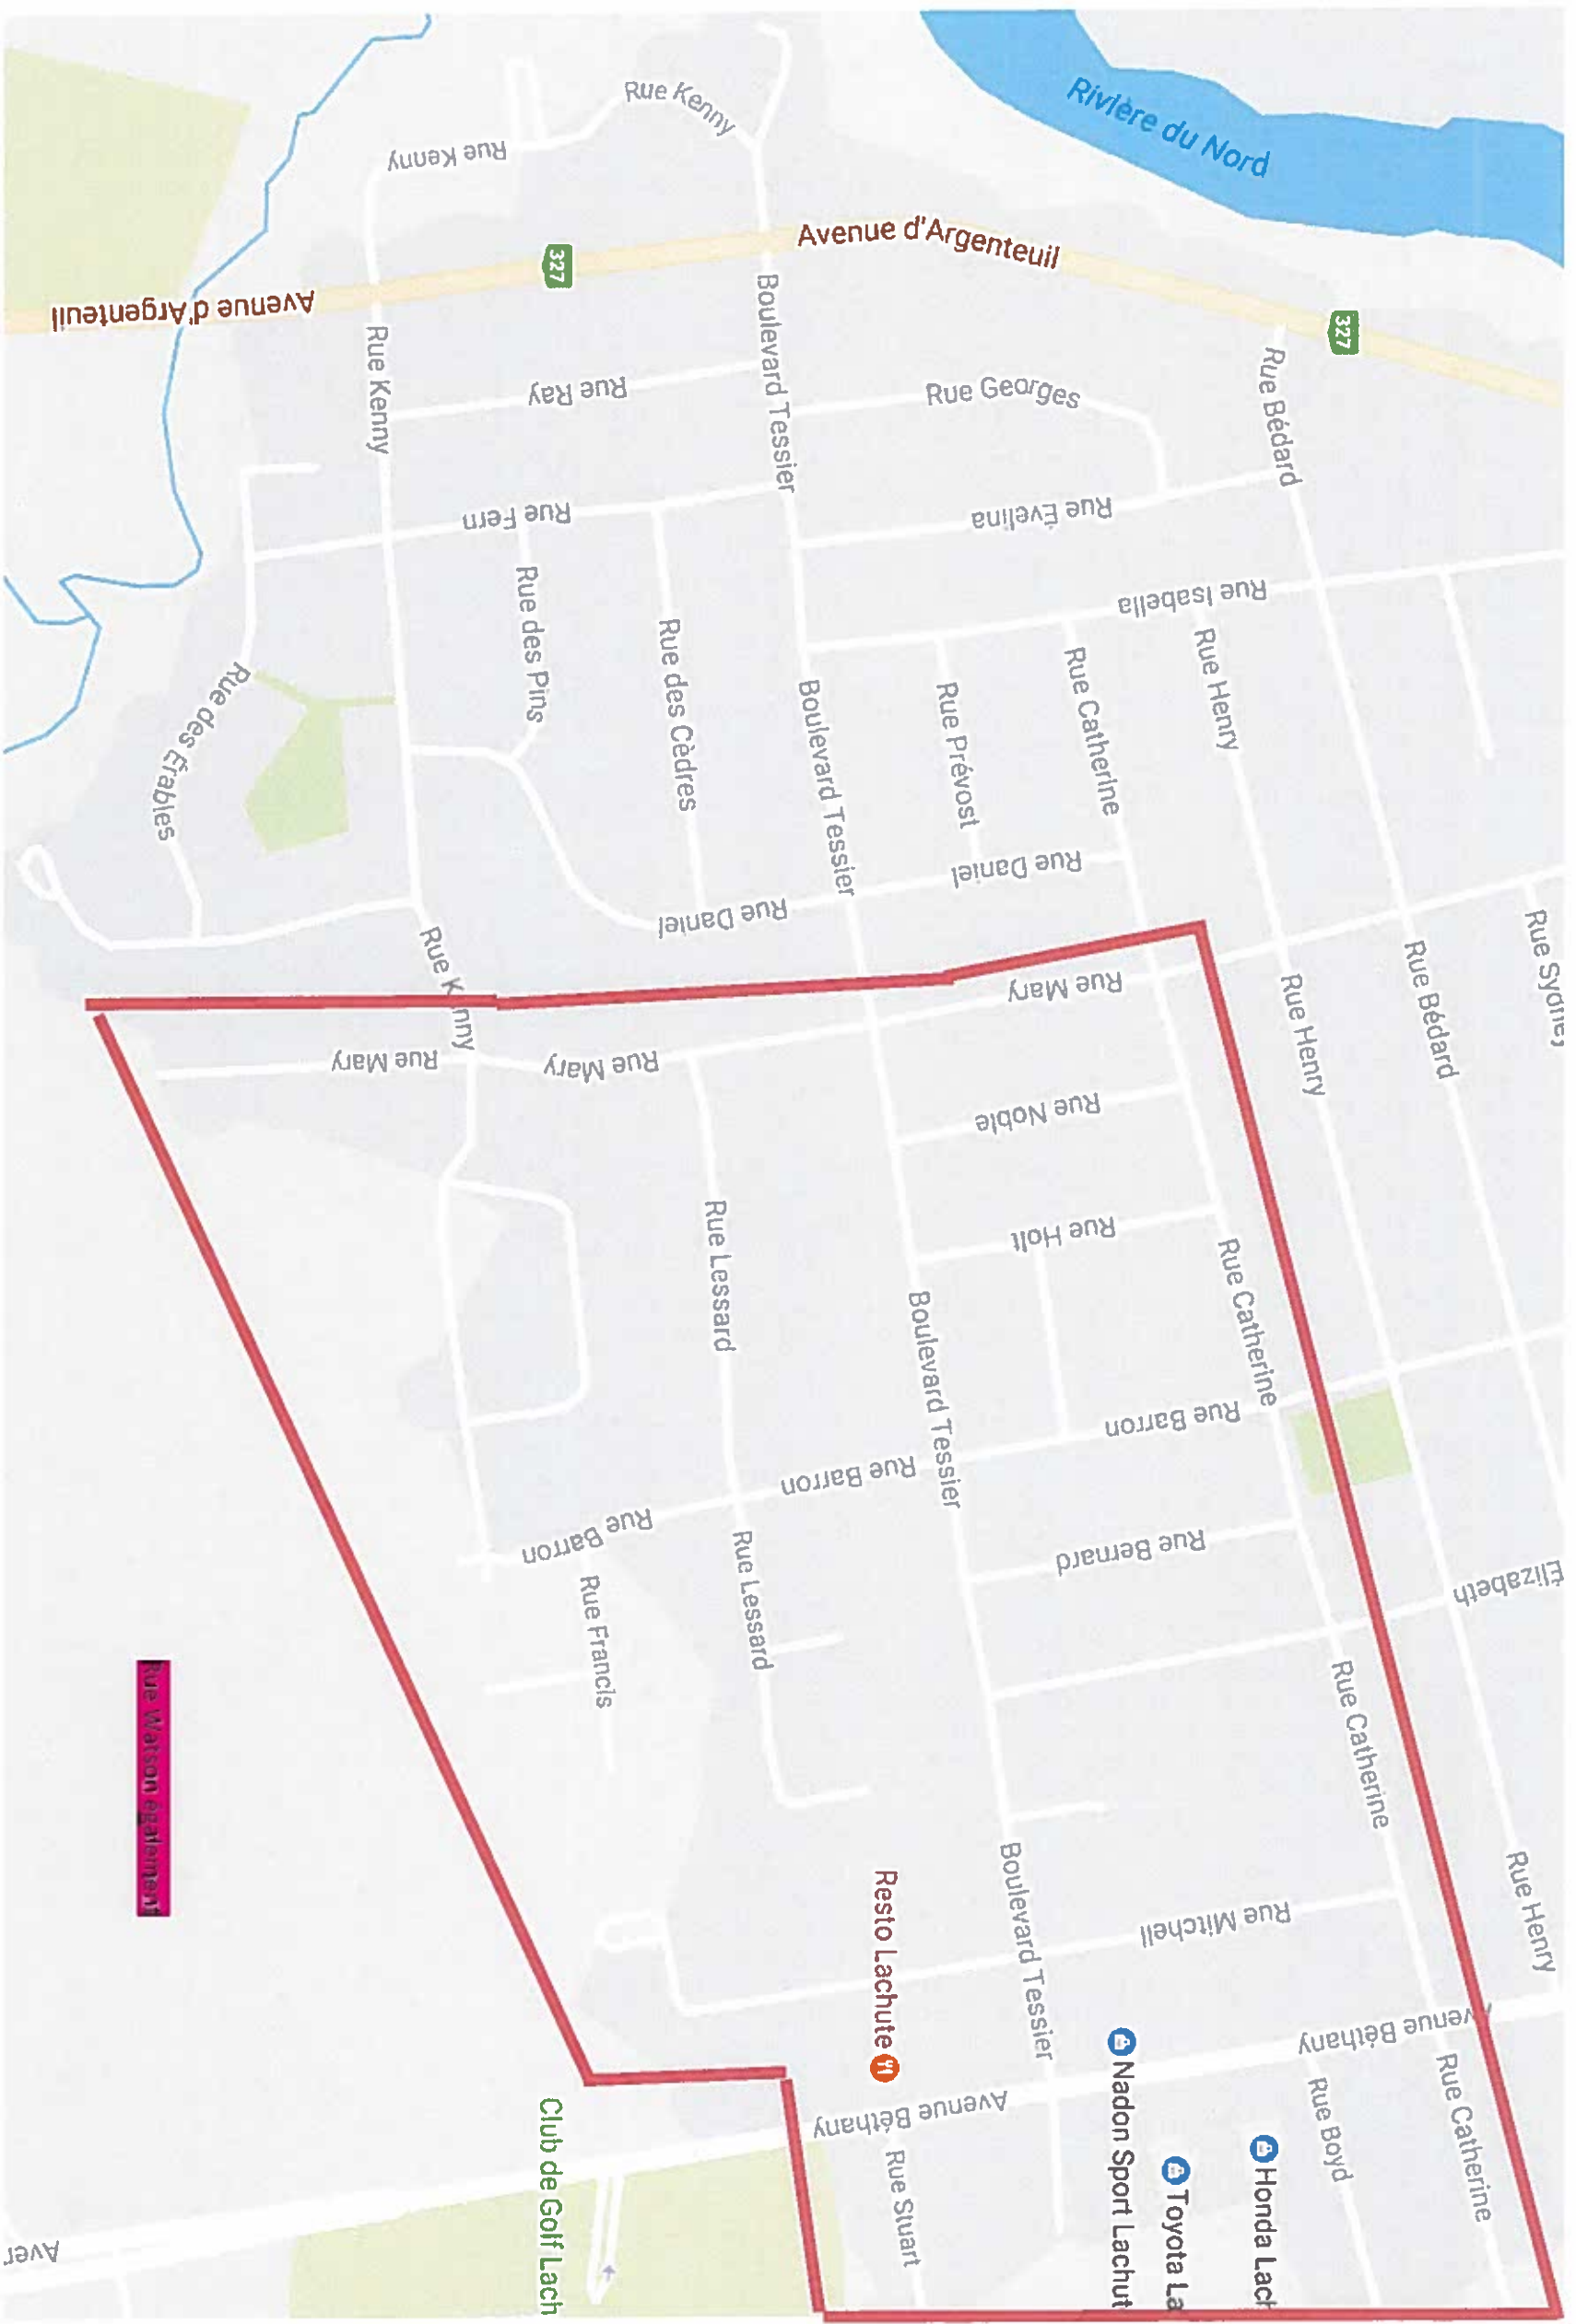 Rivière du Nord
Rue Kenny
Rue Kenny
Avenue d'Argenteuil
327
327
Avenue d'Argenteuil
Rue Kenny
Boulevard Tessier
Rue Bédard
Rue Ray
Rue Georges
Rue Fern
Rue Évelina
Rue Isabella
Rue des Pins
Rue des Cèdres
Rue Henry
Rue Catherine
Rue Prévost
Boulevard Tessier
Rue des Érables
Rue Daniel
Rue Daniel
Rue Sydney
Rue Bédard
Rue Henry
Rue K nny
Rue Mary
Rue Mary
Rue Mary
Rue Noble
Rue Holt
Rue Lessard
Rue Catherine
Boulevard Tessier
Rue Barron
Rue Barron
Rue Barron
Rue Bernard
Élizabeth
Rue Lessard
Rue Francis
Rue Catherine
Rue Watson également
Rue Henry
Boulevard Tessier
Rue Mitchell
Resto Lachute
Avenue Béthany
Avenue Béthany
Nadon Sport Lachut
Toyota La
Honda Lach
Rue Boyd
Rue Catherine
Rue Stuart
Club de Golf Lach
Aver